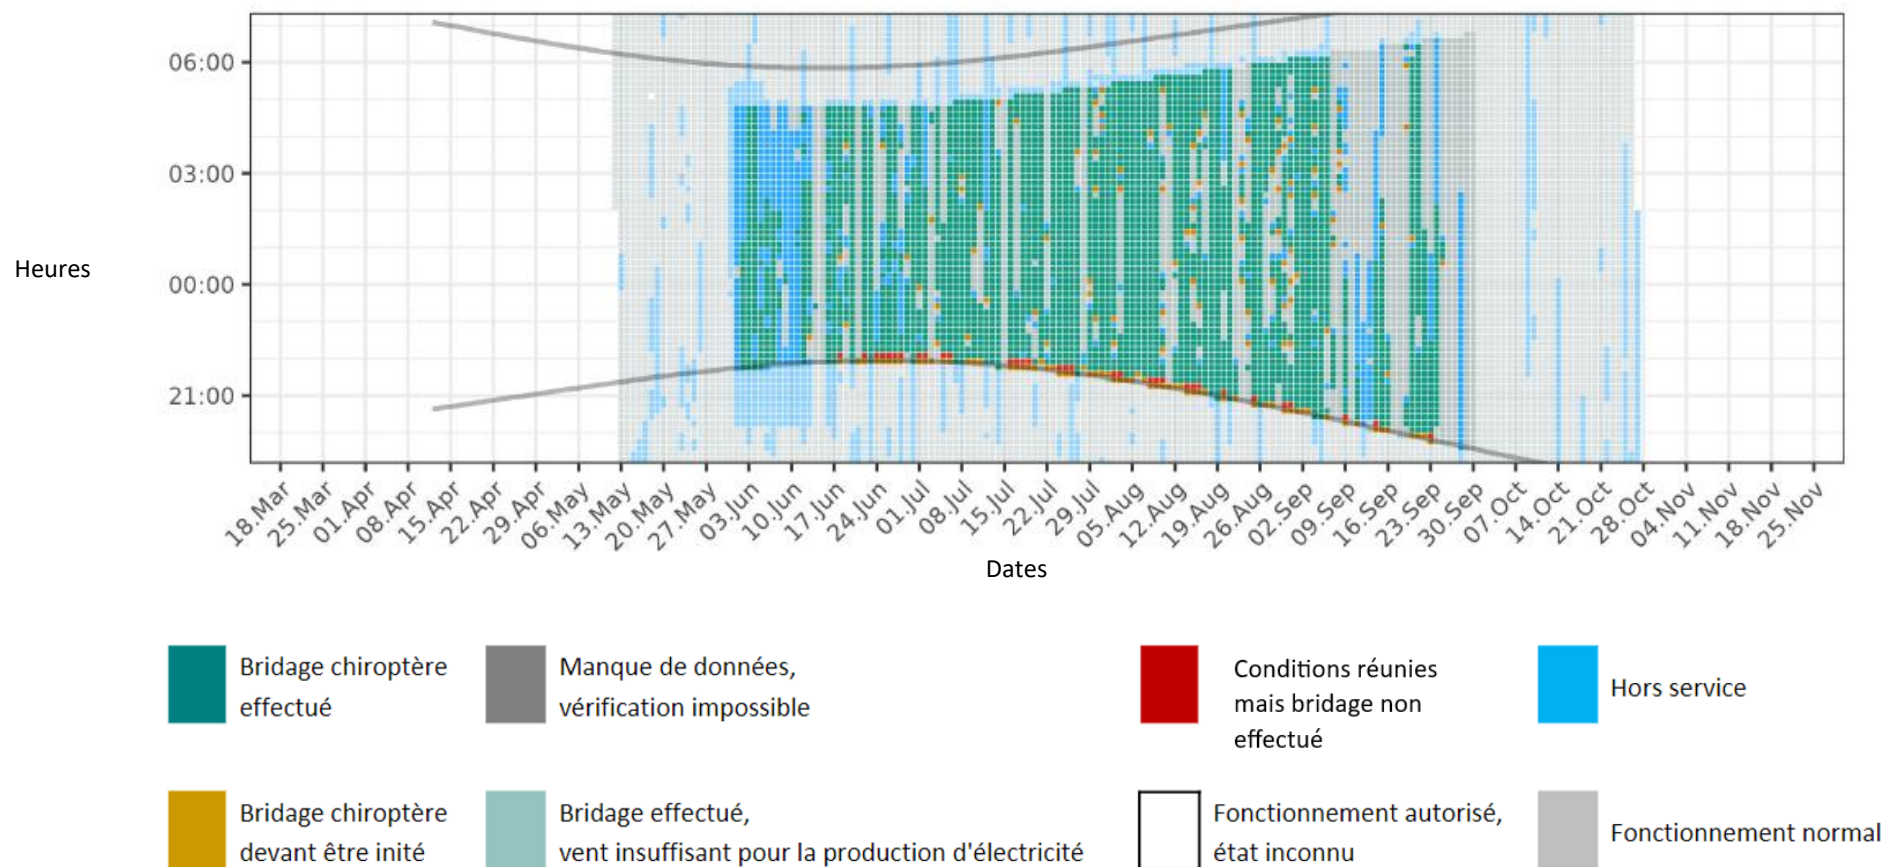 06:00
03:00
Heures
00:00
21:00
18.Mar
25.Mar
01.Apr
08.Apr
15.Apr
22.Apr
29.Apr
06.May
13.May
20.May
27.May
03.Jun
10.Jun
17.Jun
24.Jun
01.Jul
08.Jul
15.Jul
22.Jul
29.Jul
05.Aug
12.Aug
19.Aug
26.Aug
02.Sep
09.Sep
16.Sep
23.Sep
30.Sep
07.Oct
14.Oct
21.Oct
28.Oct
04.Nov
11.Nov
18.Nov
25.Nov
Dates
Bridage chiroptère
effectué
Manque de données,
vérification impossible
Conditions réunies
mais bridage non
effectué
Hors service
Bridage chiroptère
devant être inité
Bridage effectué,
vent insuffisant pour la production d'électricité
Fonctionnement autorisé,
état inconnu
Fonctionnement normal